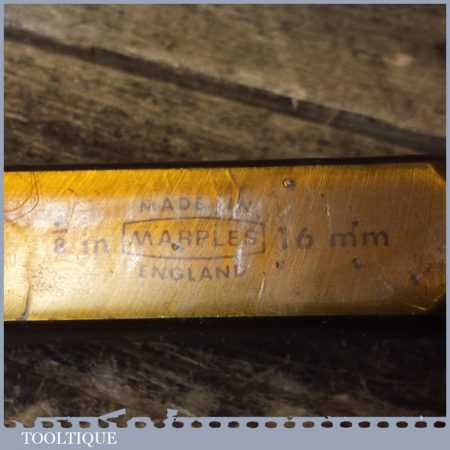 MADE IN
in MARPLES 16 mm
ENGLAND
TOOLTIQUE